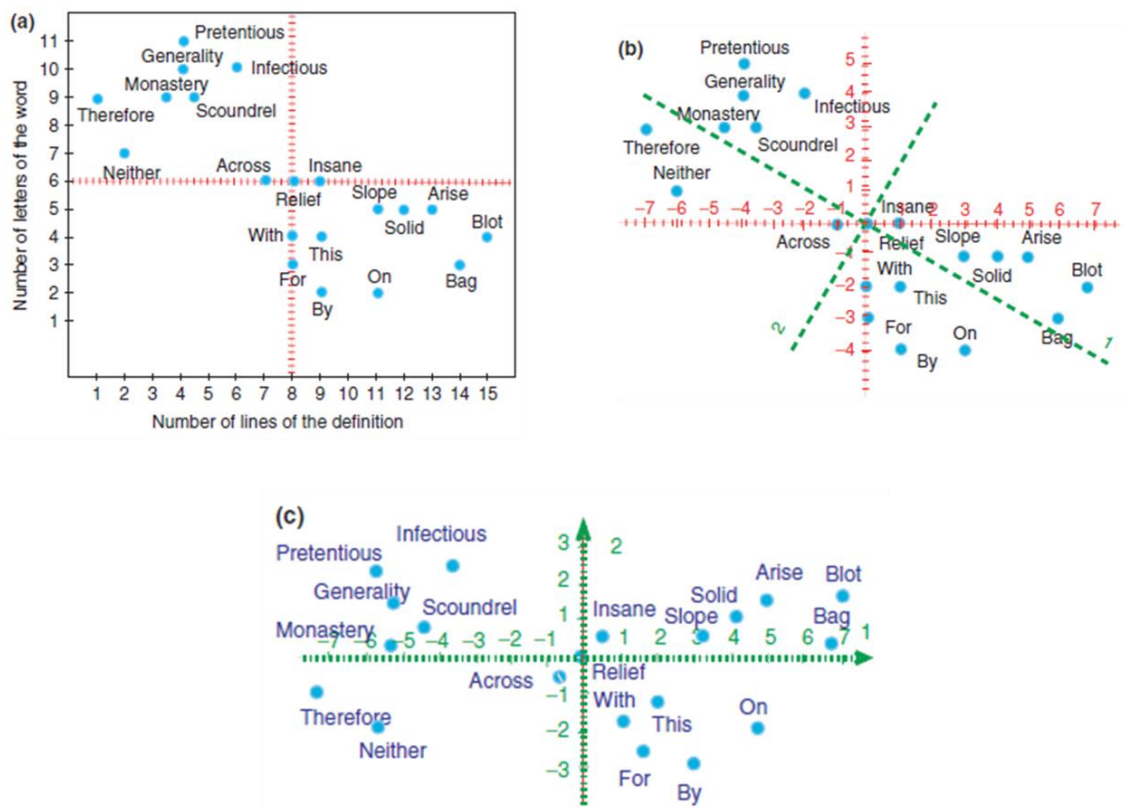 (a)
Number of letters of the word
11
10
9
8
7
6
5
4
3
2
1
Pretentious
Generality
Infectious
Monastery
Therefore
Scoundrel
Neither
Across
Insane
Relief
Slope
Arise
Solid
Blot
With
This
For
On
Bag
By
1 2 3 4 5 6 7 8 9 10 11 12 13 14 15
Number of lines of the definition
(b)
Pretentious
Generality
Infectious
Monastery
Scoundrel
Therefore
Neither
5
4
3
2
1
-7 -6 -5 -4 -3 -2 -1 1 2 3 4 5 6 7
Insane
Across
Relief
Slope
Arise
Solid
With
Blot
This
For
On
Bag
By
-1
-2
-3
-4
2
1
(c)
Infectious
Pretentious
Generality
Scoundrel
Monastery
3
2
1
2
Arise
Blot
Solid
Insane
Slope
Bag
-7 -6 -5 -4 -3 -2 -1 1 2 3 4 5 6 7
1
Across
Relief
With
Therefore
This
On
Neither
For
By
-1
-2
-3